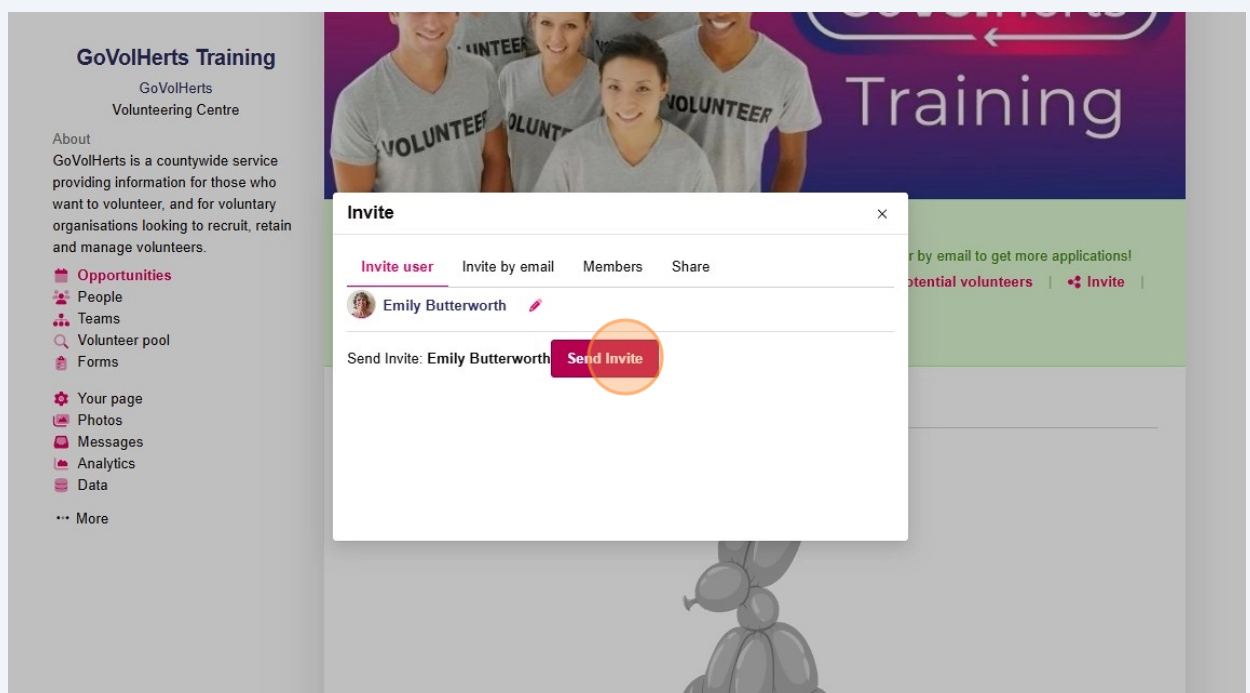 GoVolHerts Training
GoVolHerts
Volunteering Centre
About
GoVolHerts is a countywide service
providing information for those who
want to volunteer, and for voluntary
organisations looking to recruit, retain
and manage volunteers.
Opportunities
People
Teams
Volunteer pool
Forms
Your page
Photos
Messages
Analytics
Data
More
VOLUNTEER
VOLUNTEER
Training
Invite
Invite user Invite by email Members Share
Emily Butterworth
Send Invite: Emily Butterworth Send Invite
by email to get more applications!
volunteers | Invite |